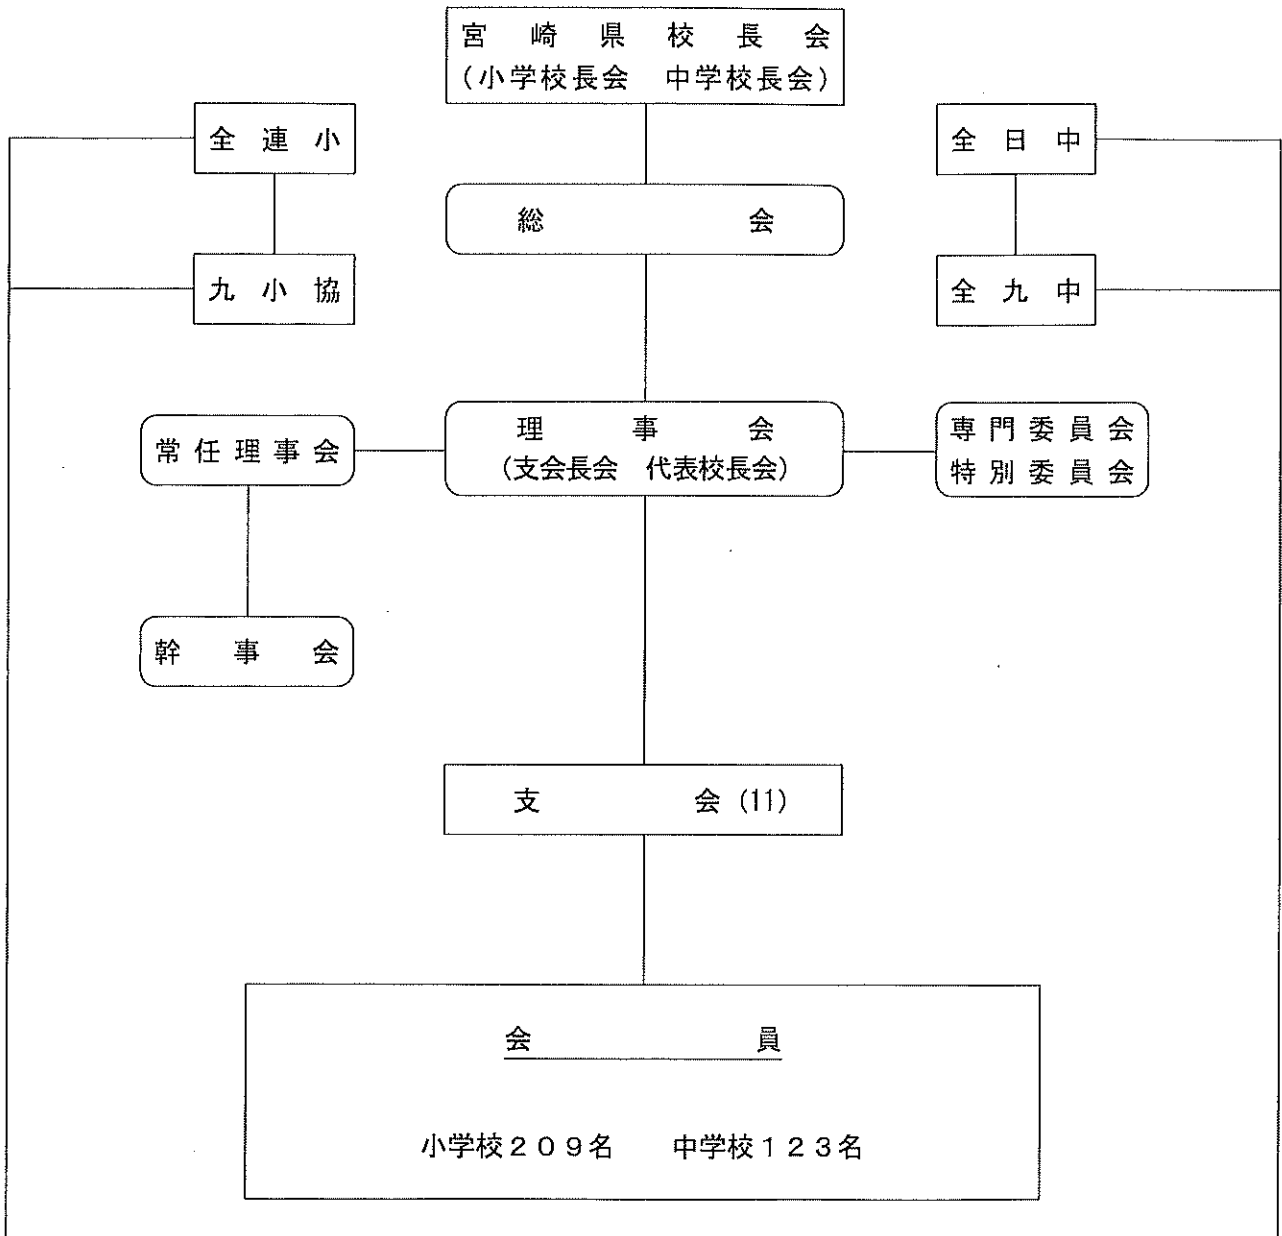 宮崎県校長会
(小学校長会 中学校長会)
全連小
全日中
総会
九小協
全九中
常任理事会
理事会
(支会長会 代表校長会)
専門委員会
特別委員会
幹事会
支会(11)
会員
小学校209名 中学校123名